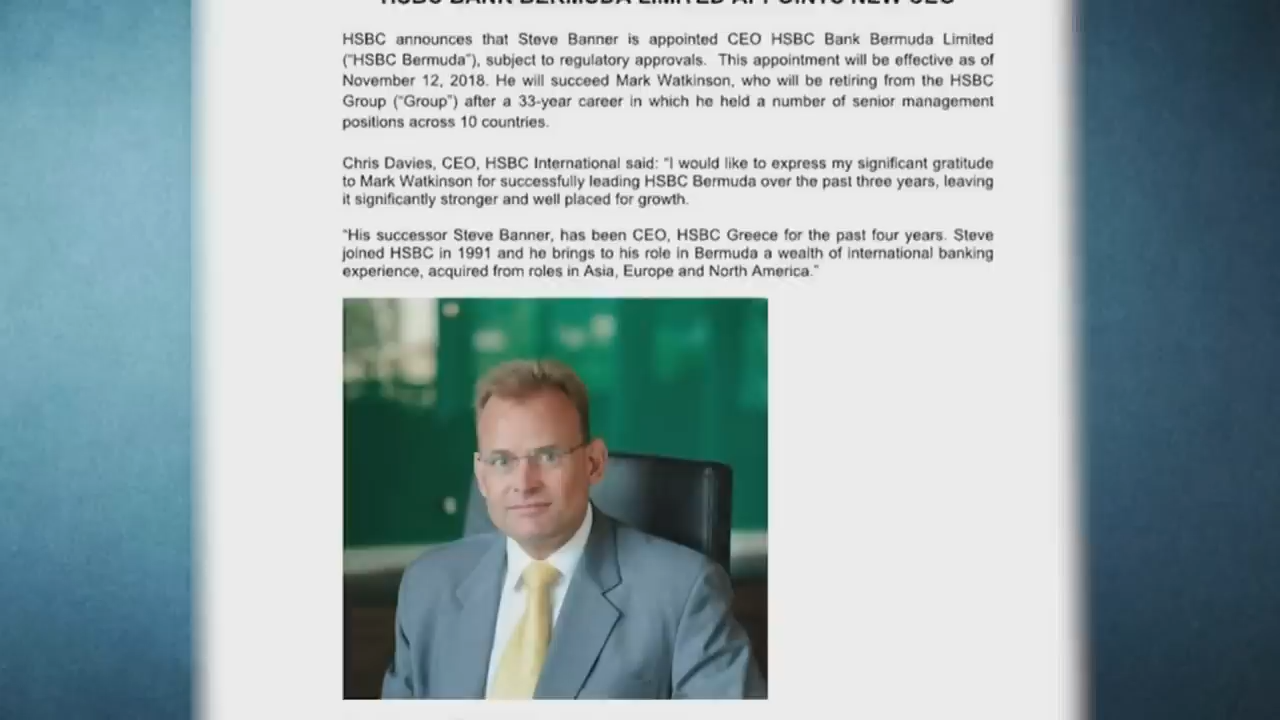 HSBC BANK BERMUDA LIMITED APPOINTS NEW CEO
HSBC announces that Steve Banner is appointed CEO HSBC Bank Bermuda Limited
("HSBC Bermuda"), subject to regulatory approvals. This appointment will be effective as of
November 12, 2018. He will succeed Mark Watkinson, who will be retiring from the HSBC
Group ("Group") after a 33-year career in which he held a number of senior management
positions across 10 countries.
Chris Davies, CEO, HSBC International said: "I would like to express my significant gratitude
to Mark Watkinson for successfully leading HSBC Bermuda over the past three years, leaving
it significantly stronger and well placed for growth.
"His successor Steve Banner, has been CEO, HSBC Greece for the past four years. Steve
joined HSBC in 1991 and he brings to his role in Bermuda a wealth of international banking
experience, acquired from roles in Asia, Europe and North America."